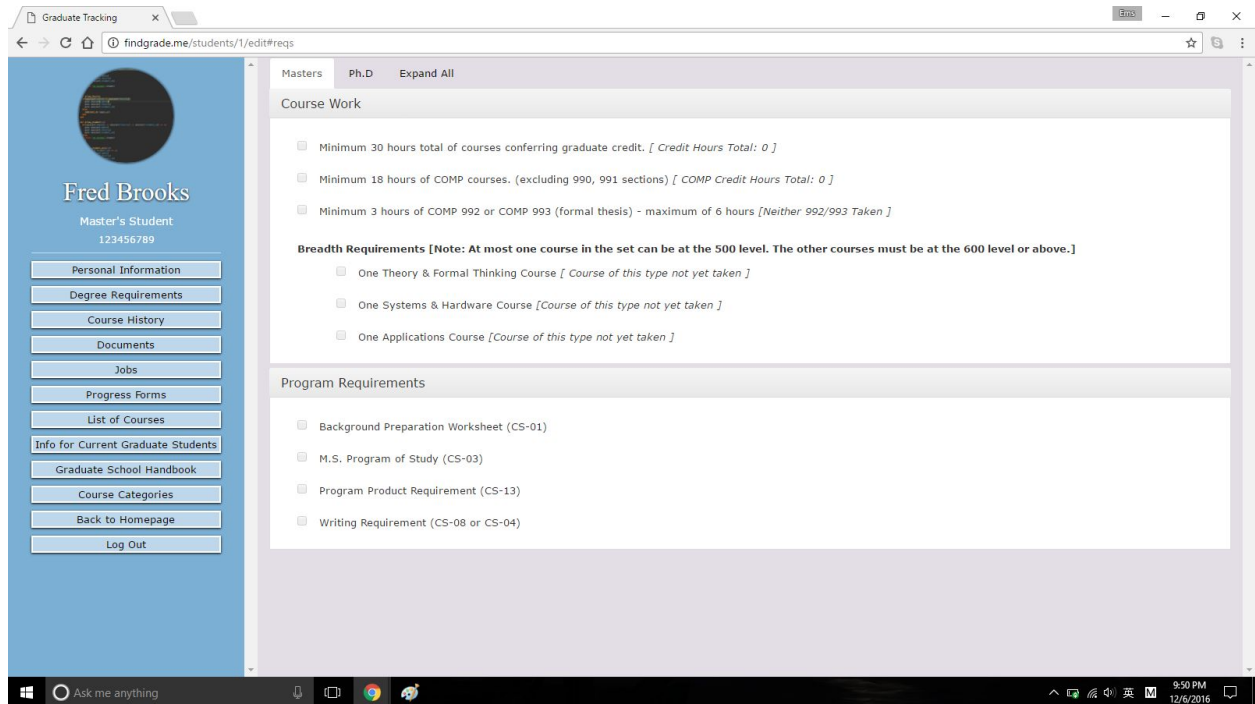 Graduate Tracking
Ems
findgrade.me/students/1/edit#reqs
Fred Brooks
Master's Student
123456789
Personal Information
Degree Requirements
Course History
Documents
Jobs
Progress Forms
List of Courses
Info for Current Graduate Students
Graduate School Handbook
Course Categories
Back to Homepage
Log Out
Masters Ph.D Expand All
Course Work
Minimum 30 hours total of courses conferring graduate credit. [ Credit Hours Total: 0 ]
Minimum 18 hours of COMP courses. (excluding 990, 991 sections) [ COMP Credit Hours Total: 0 ]
Minimum 3 hours of COMP 992 or COMP 993 (formal thesis) - maximum of 6 hours [Neither 992/993 Taken ]
Breadth Requirements [Note: At most one course in the set can be at the 500 level. The other courses must be at the 600 level or above.]
One Theory & Formal Thinking Course [ Course of this type not yet taken ]
One Systems & Hardware Course [Course of this type not yet taken ]
One Applications Course [Course of this type not yet taken ]
Program Requirements
Background Preparation Worksheet (CS-01)
M.S. Program of Study (CS-03)
Program Product Requirement (CS-13)
Writing Requirement (CS-08 or CS-04)
Ask me anything
英 M
9:50 PM
12/6/2016